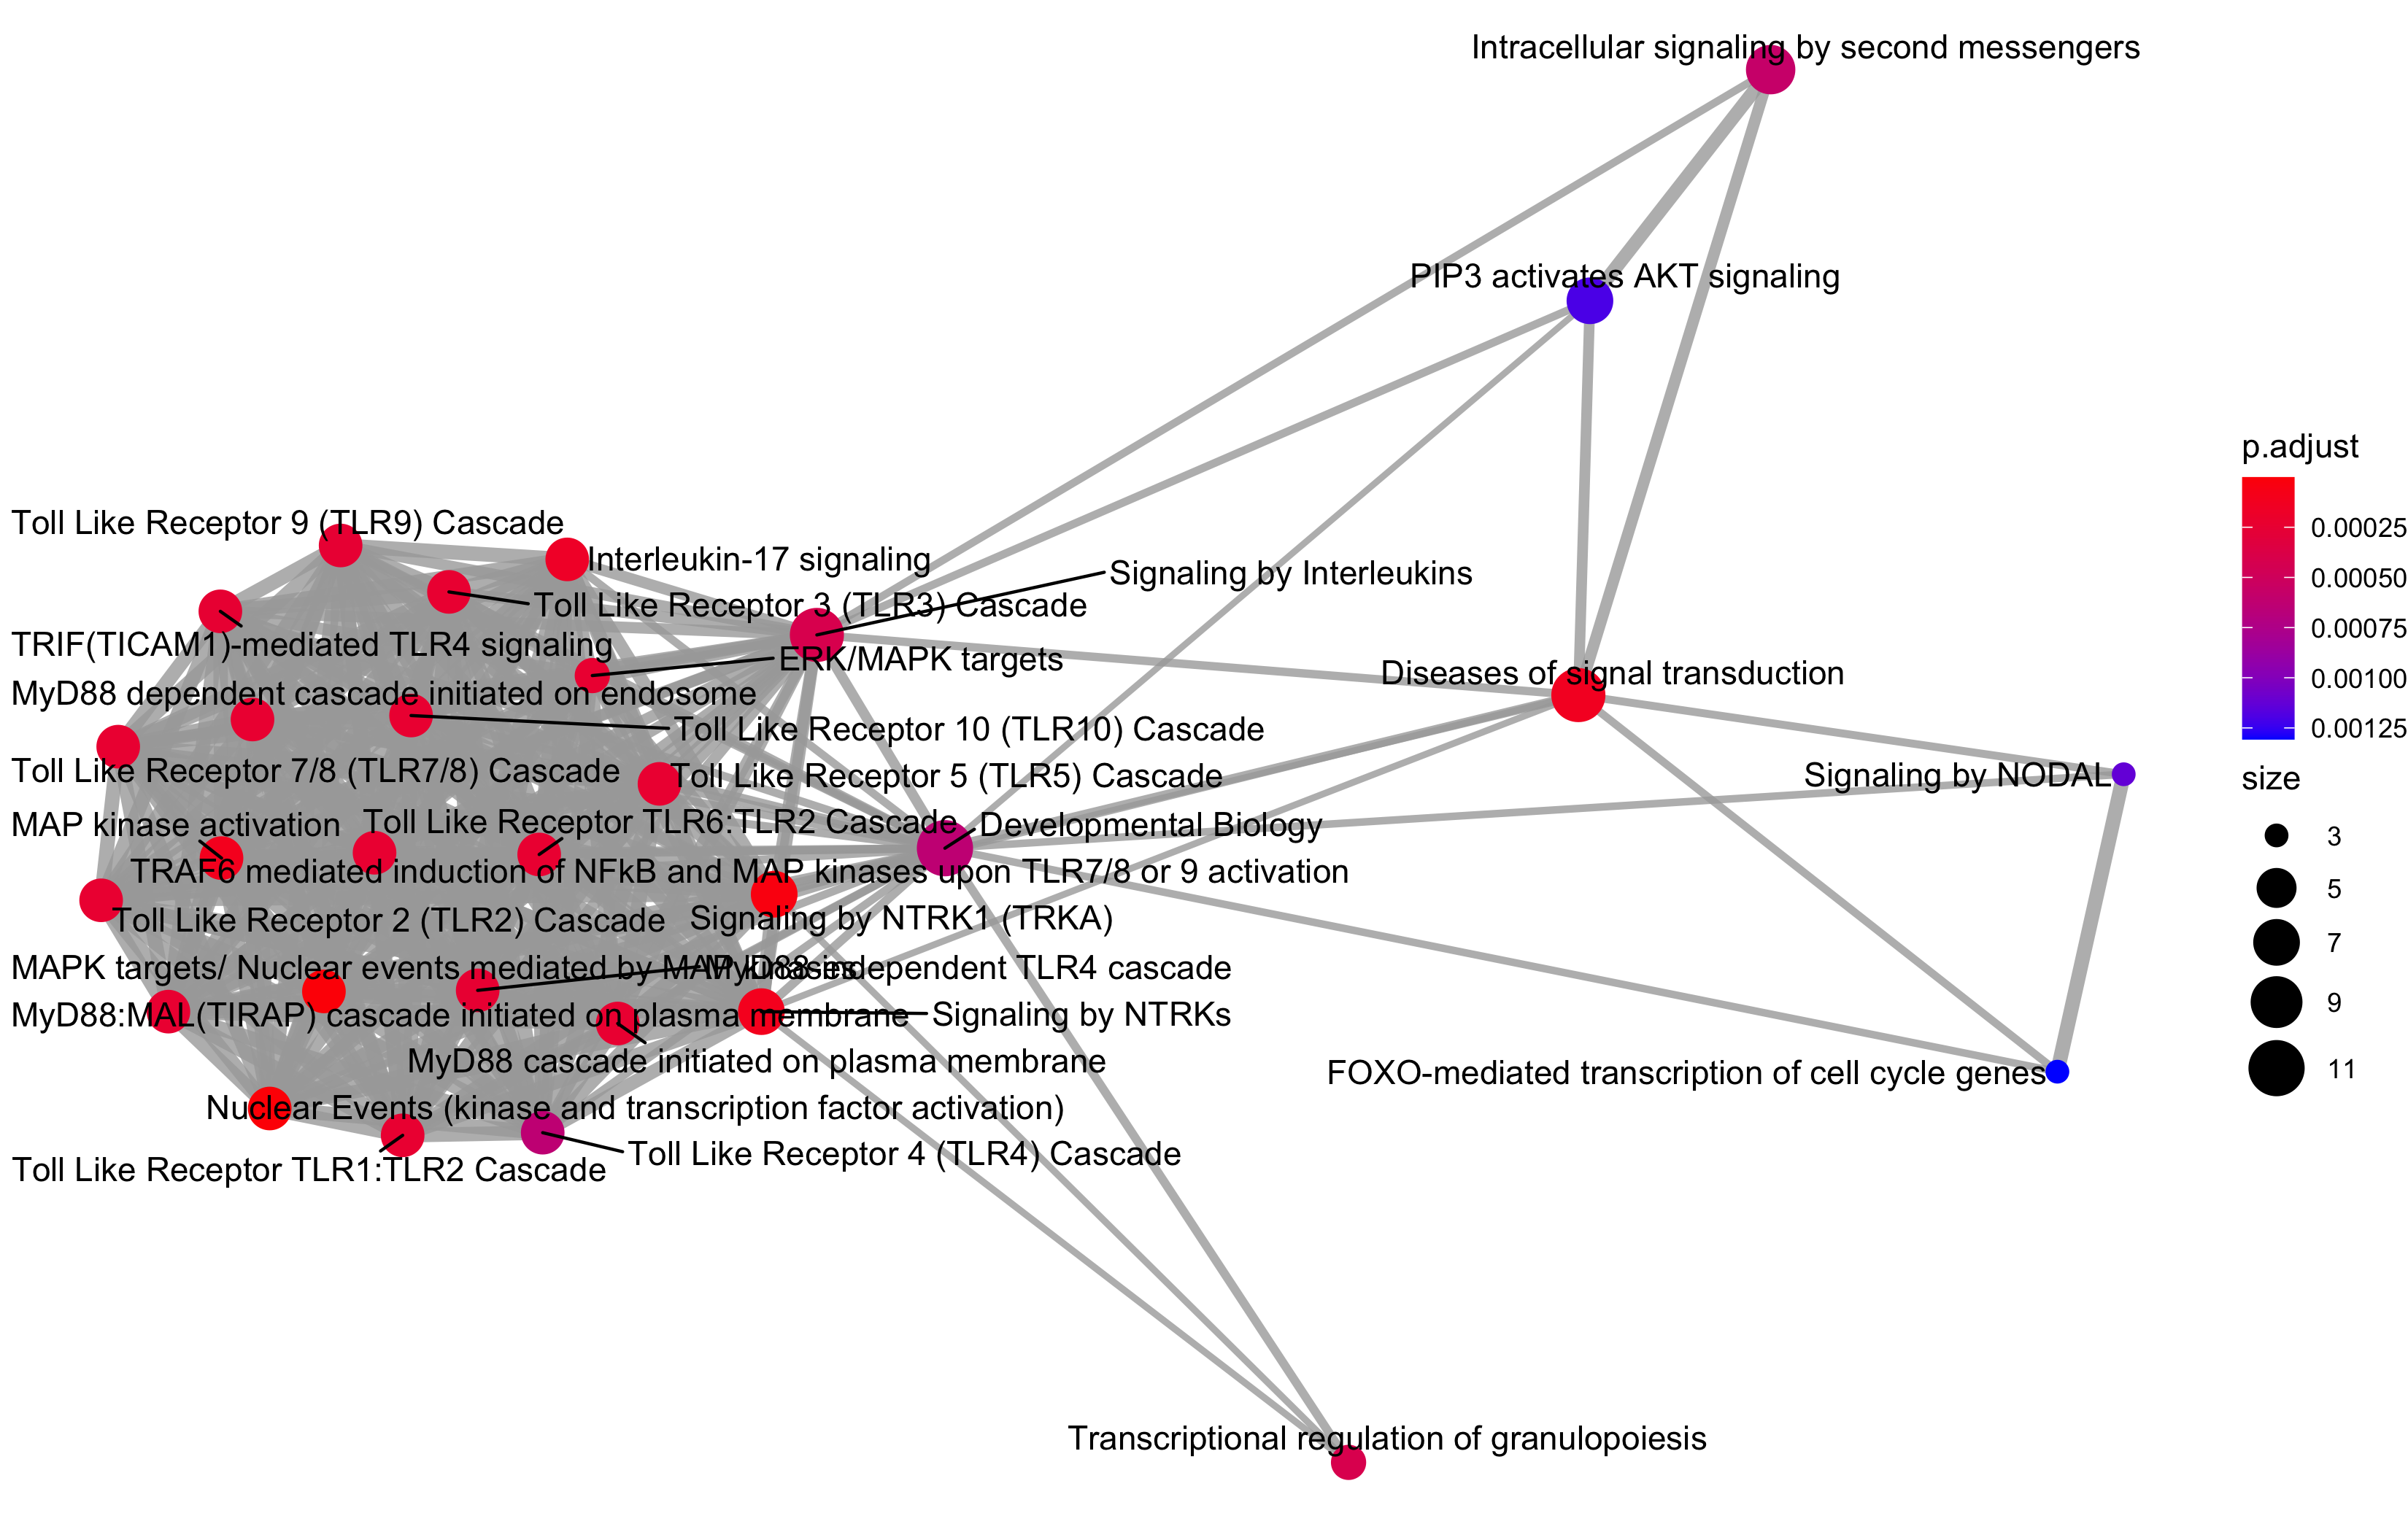 Intracellular signaling by second messengers
PIP3 activates AKT signaling
Toll Like Receptor 9 (TLR9) Cascade
Interleukin-17 signaling
Signaling by Interleukins
Toll Like Receptor 3 (TLR3) Cascade
TRIF(TICAM1)-mediated TLR4 signaling
ERK/MAPK targets
Diseases of signal transduction
MyD88 dependent cascade initiated on endosome
Toll Like Receptor 10 (TLR10) Cascade
Toll Like Receptor 7/8 (TLR7/8) Cascade
Toll Like Receptor 5 (TLR5) Cascade
Signaling by NODAL
MAP kinase activation
Toll Like Receptor TLR6:TLR2 Cascade
Developmental Biology
TRAF6 mediated induction of NFkB and MAP kinases upon TLR7/8 or 9 activation
Toll Like Receptor 2 (TLR2) Cascade
Signaling by NTRK1 (TRKA)
MAPK targets/ Nuclear events mediated by MAP kinases
MyD88-independent TLR4 cascade
MyD88:MAL(TIRAP) cascade initiated on plasma membrane
Signaling by NTRKs
MyD88 cascade initiated on plasma membrane
FOXO-mediated transcription of cell cycle genes
Nuclear Events (kinase and transcription factor activation)
Toll Like Receptor 4 (TLR4) Cascade
Toll Like Receptor TLR1:TLR2 Cascade
Transcriptional regulation of granulopoiesis
p.adjust
0.00025
0.00050
0.00075
0.00100
0.00125
size
3
5
7
9
11